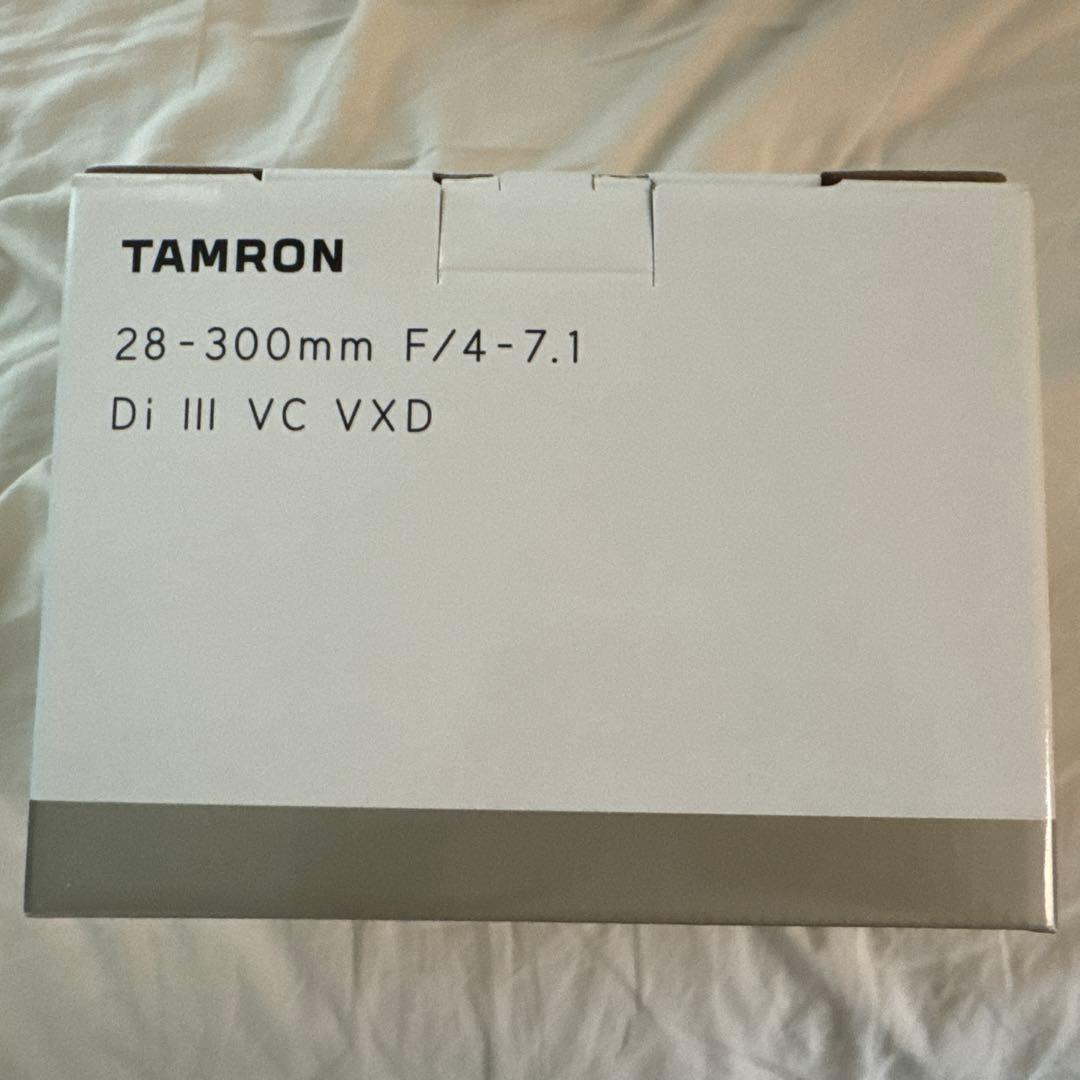 TAMRON
28-300mm F/4-7.1
Di III VC VXD